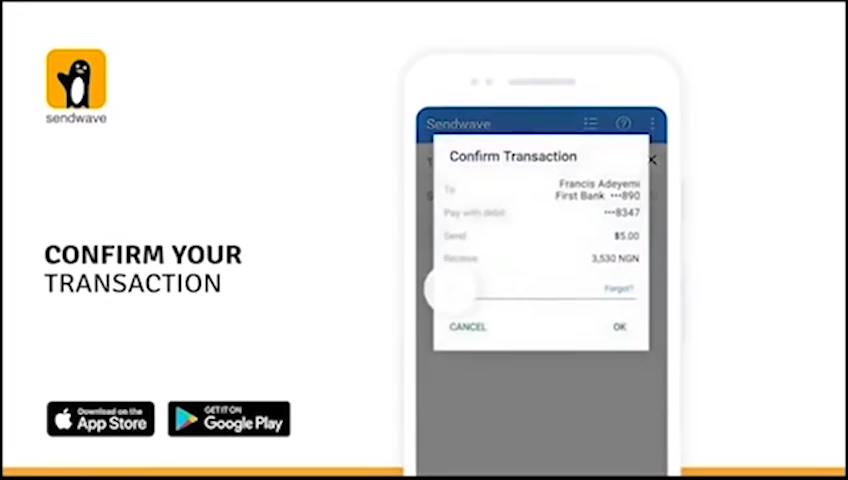 sendwave
CONFIRM YOUR
TRANSACTION
Download on the
App Store
GET IT ON
Google Play
Sendwave
Confirm Transaction
To Francis Adeyemi
First Bank ···890
Pay with debit ···8347
Send $5.00
Receive 3,530 NGN
Forgot?
CANCEL OK